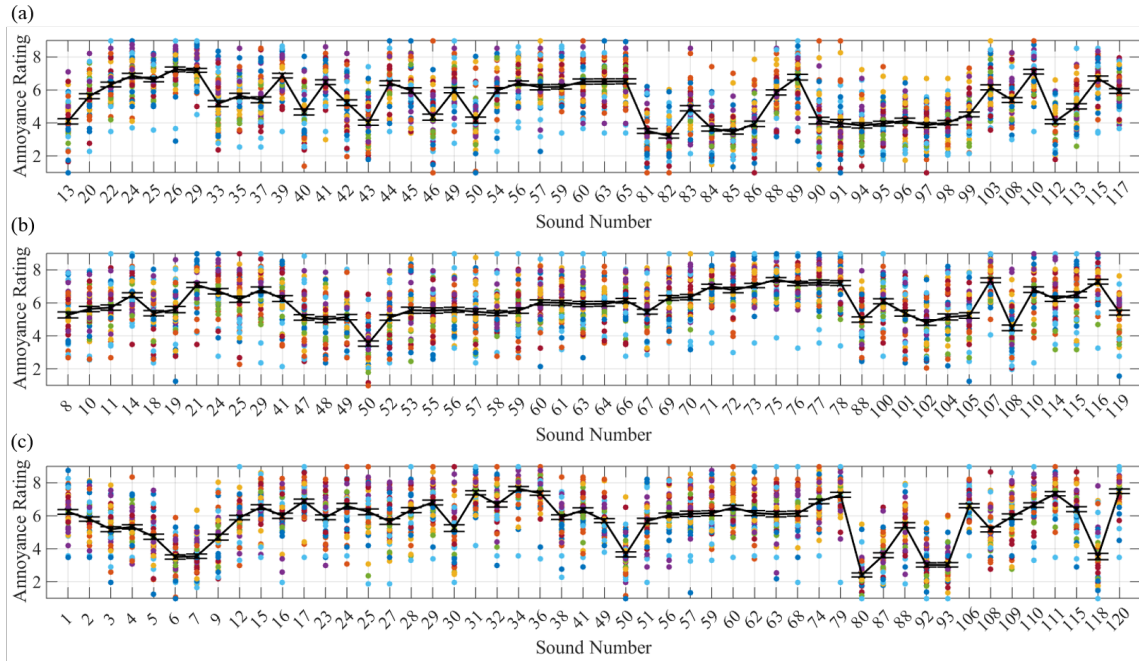 (a)
Annoyance Rating
8
6
4
2
13 20 22 24 25 26 29 33 35 37 39 40 41 42 43 44 45 46 49 50 54 56 57 59 60 63 65 81 82 83 84 85 86 88 89 90 91 94 95 96 97 98 99 103 108 110 112 113 115 117
Sound Number
(b)
Annoyance Rating
8
6
4
2
8 10 11 14 18 19 21 24 25 29 41 47 48 49 50 52 53 55 56 57 58 59 60 61 63 64 66 67 69 70 71 72 73 75 76 77 78 88 100 101 102 104 105 107 108 110 114 115 116 119
Sound Number
(c)
Annoyance Rating
8
6
4
2
1 2 3 4 5 6 7 9 12 15 16 17 23 24 25 27 28 29 30 31 32 34 36 38 41 49 50 51 56 57 59 60 62 63 68 74 79 80 87 88 92 93 106 108 109 110 111 115 118 120
Sound Number